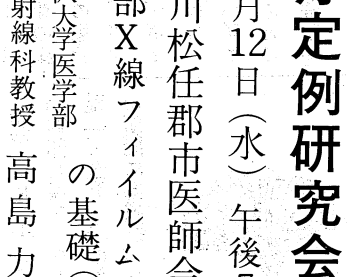 定例研究会
月12日（水）午後
川松任郡市医師会
部X線フィイルム
の基礎（
大学医学部
射線科教授 高島 力